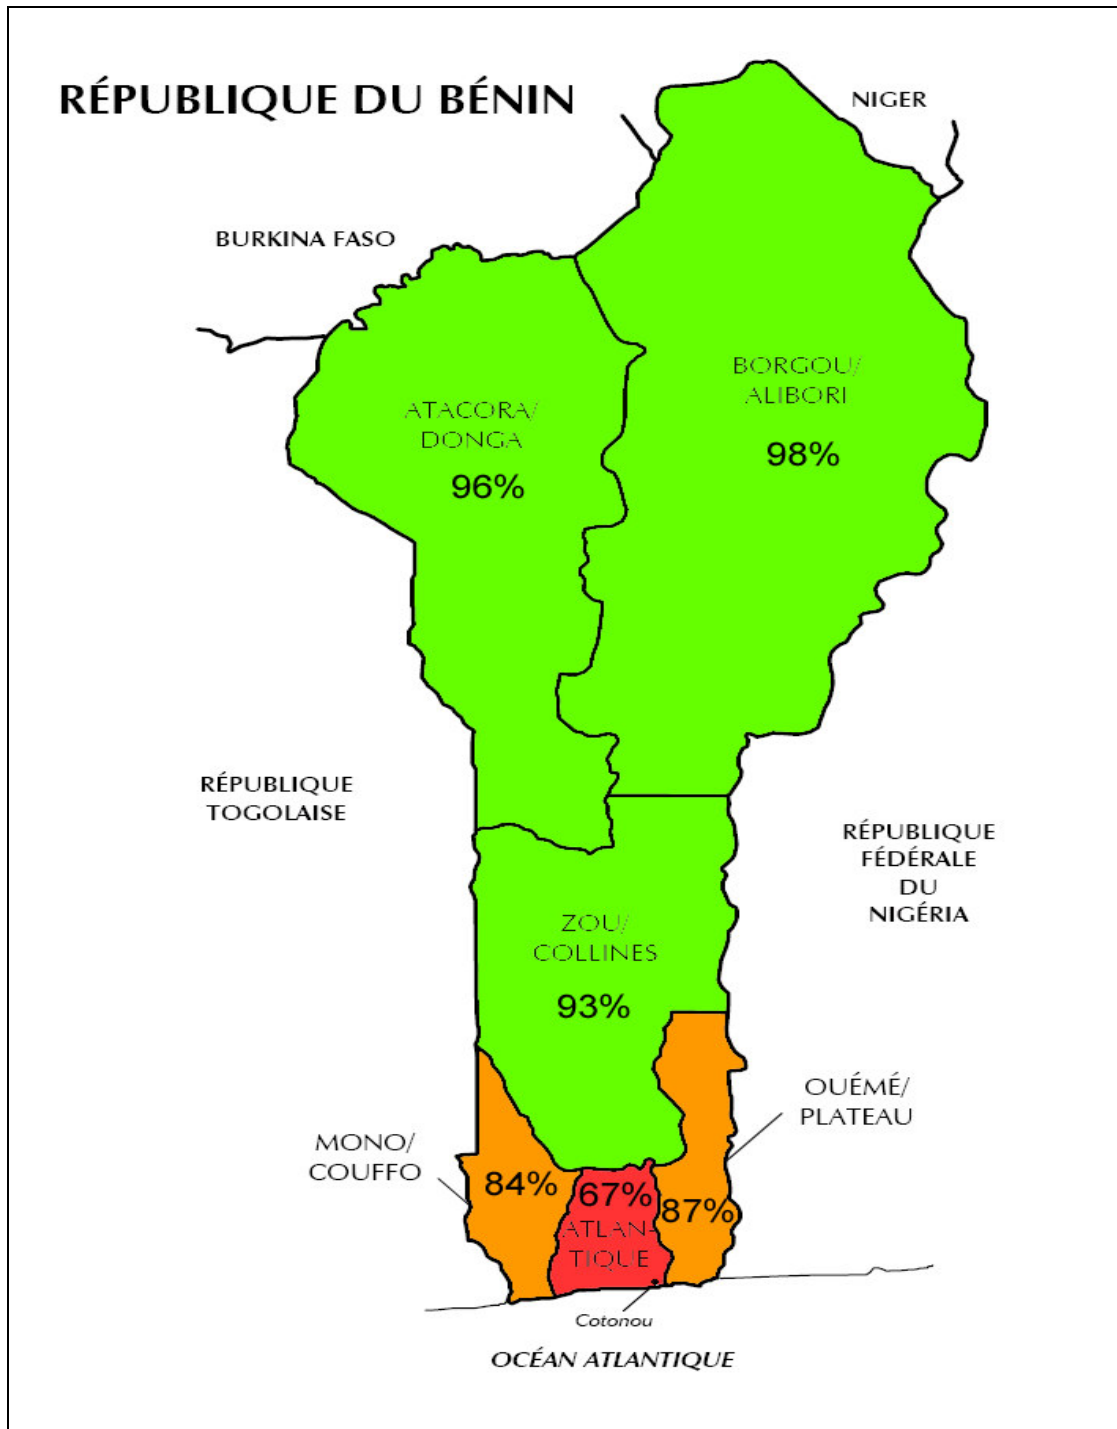 RÉPUBLIQUE DU BÉNIN
NIGER
BURKINA FASO
BORGOU/
ALIBORI
98%
ATACORA/
DONGA
96%
RÉPUBLIQUE
TOGOLAISE
RÉPUBLIQUE
FÉDÉRALE
DU
NIGÉRIA
ZOU/
COLLINES
93%
OUÉMÉ/
PLATEAU
MONO/
COUFFO
84%
67%
87%
ATLAN-
TIQUE
Cotonou
OCÉAN ATLANTIQUE